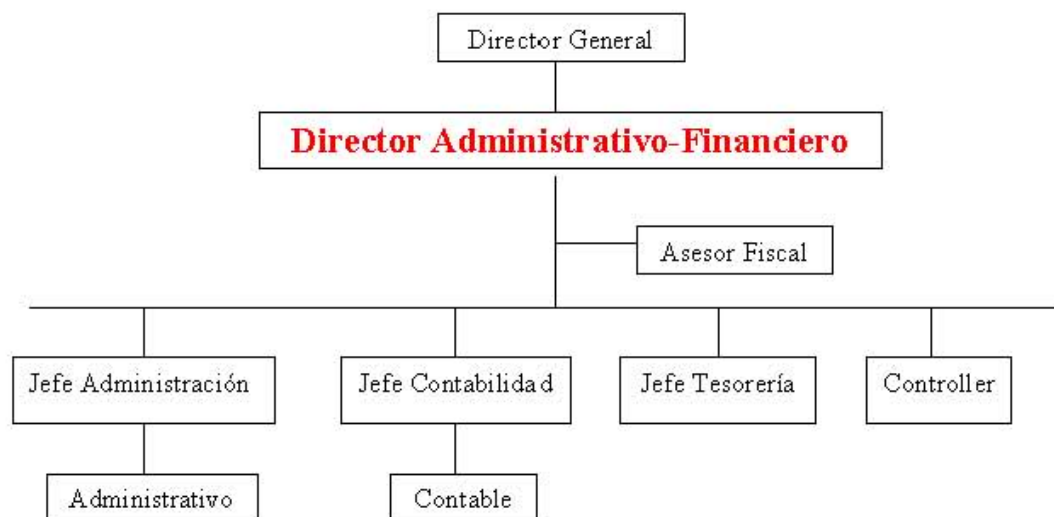 Director General
Director Administrativo-Financiero
Asesor Fiscal
Jefe Administración
Jefe Contabilidad
Jefe Tesorería
Controller
Administrativo
Contable